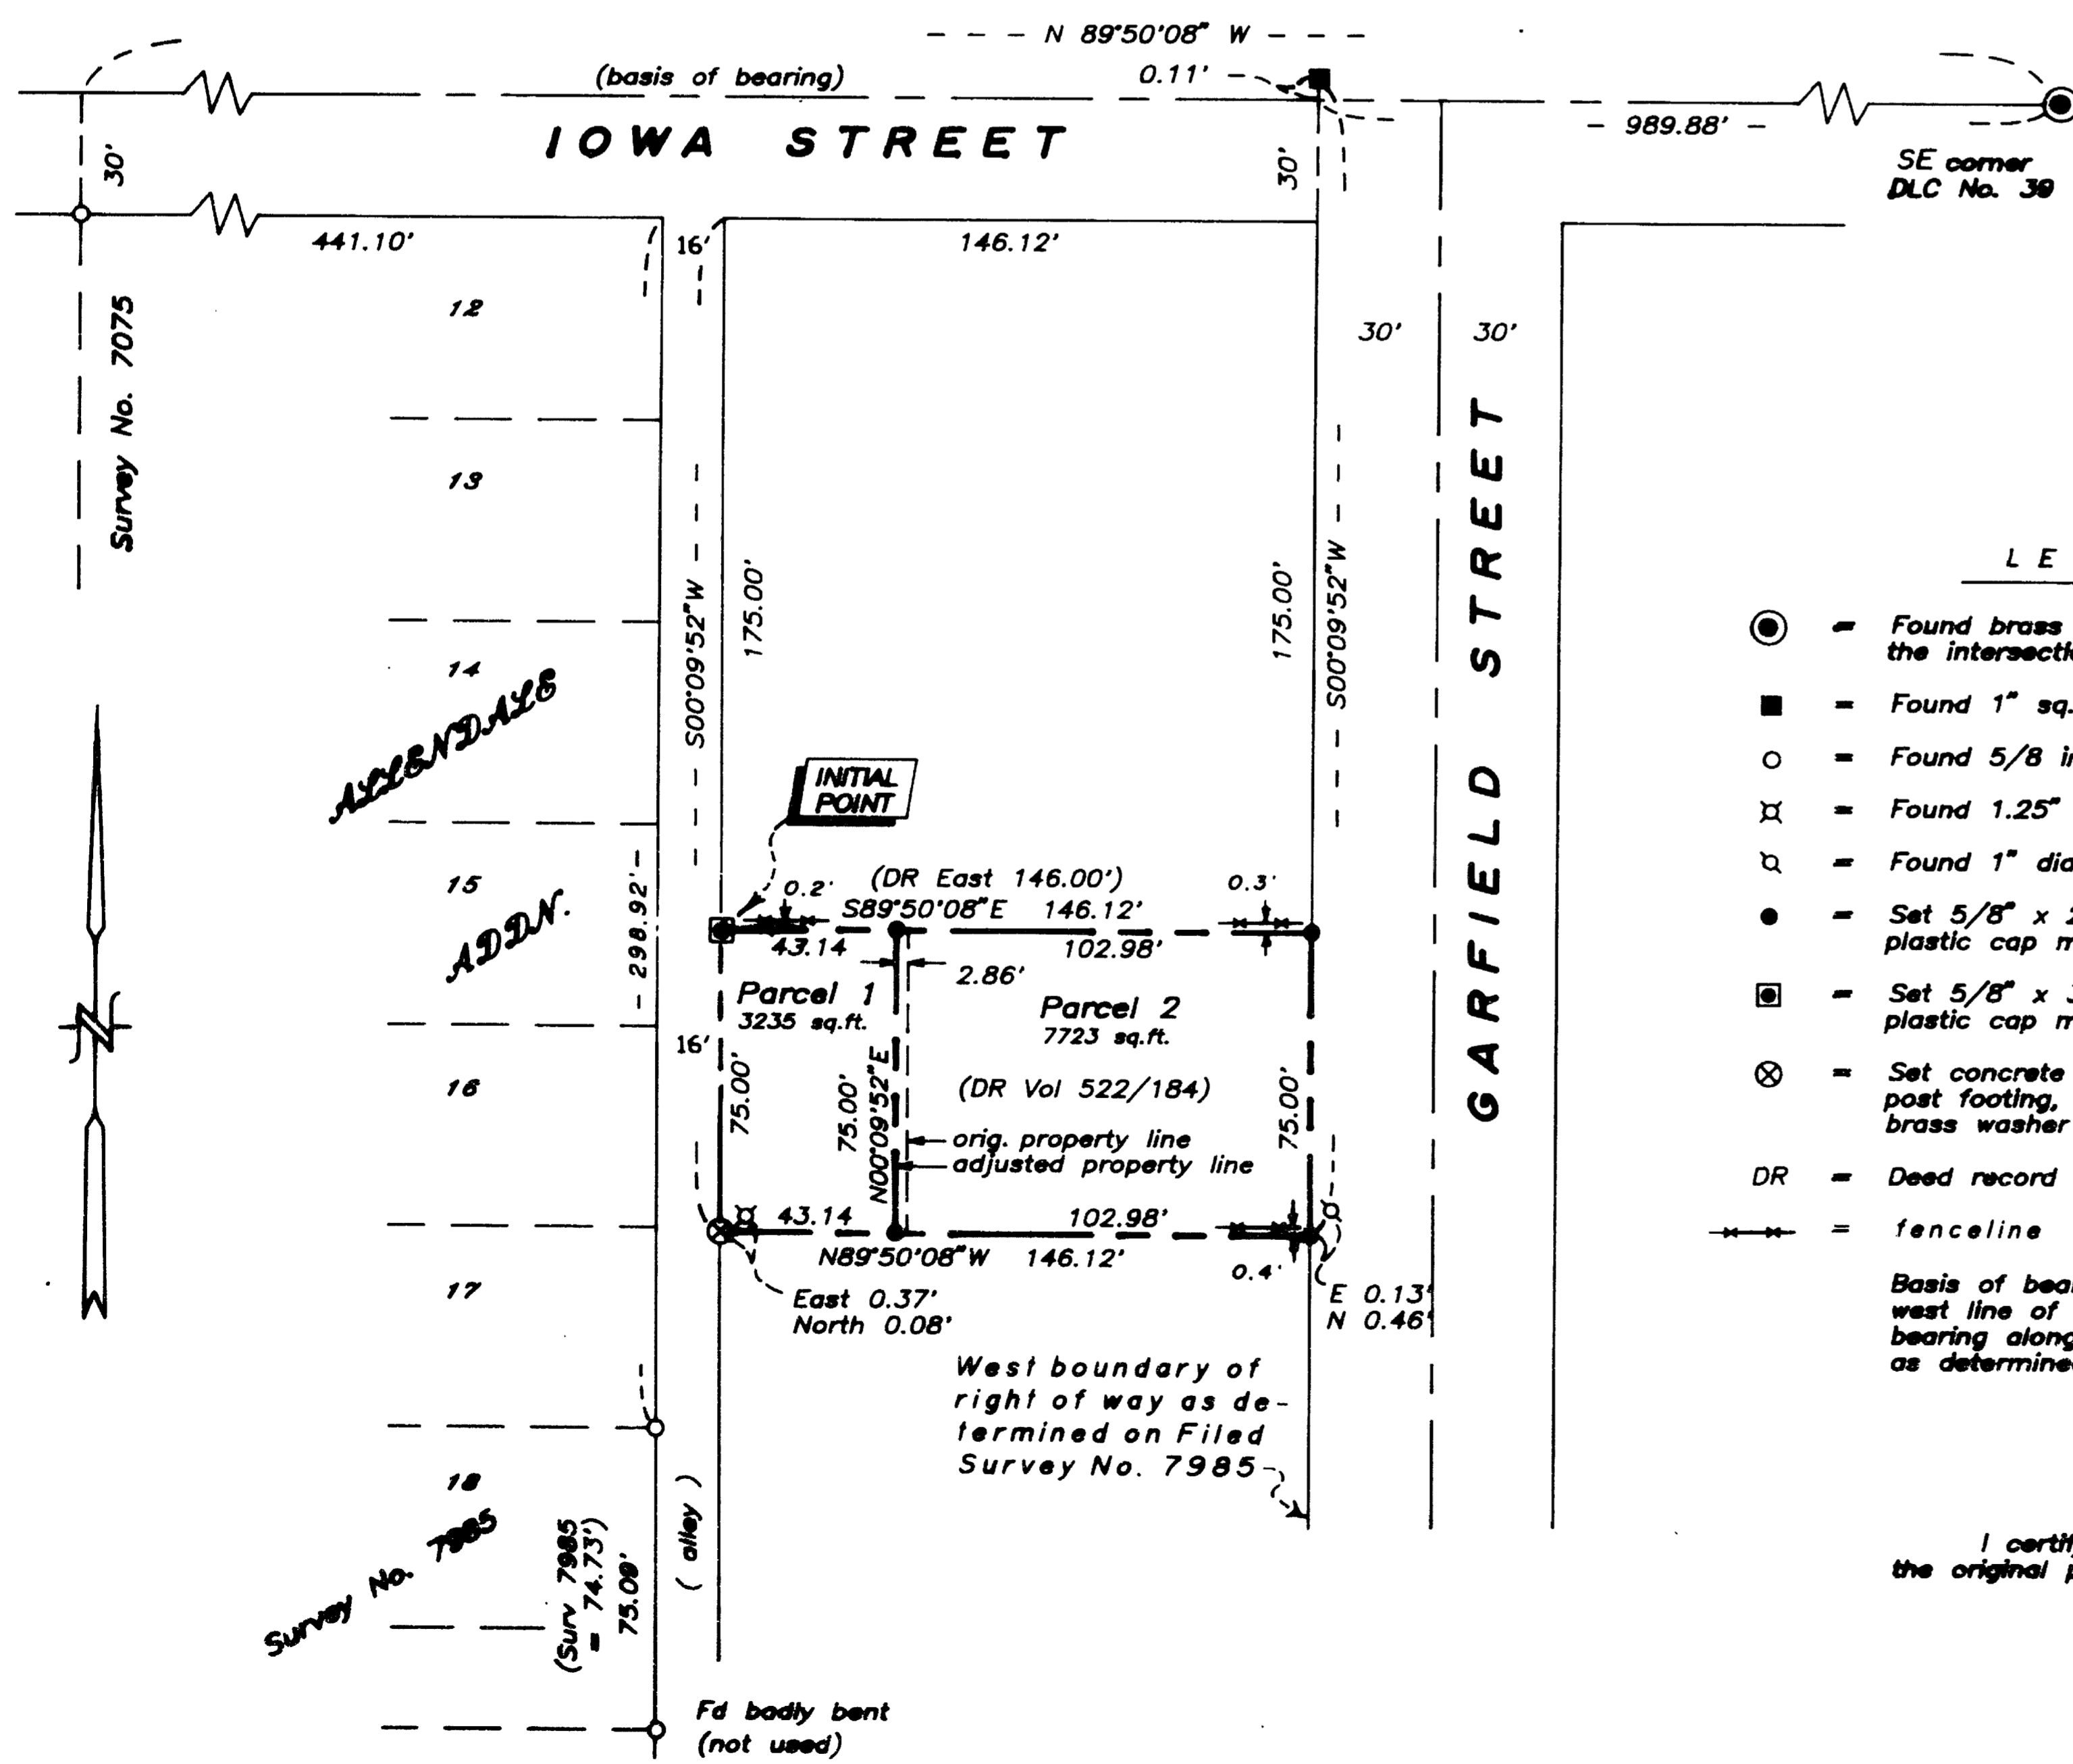 N 89°50'08" W
(basis of bearing)
0.11'
IOWA STREET
989.88'
SE corner
DLC No. 39
30'
30'
441.10'
16'
146.12'
Survey No. 7075
12
13
14
15
16
17
18
30'
30'
S00°09'52"W
175.00'
175.00'
S00°09'52"W
GARFIELD STREET
ALLENDALE
ADDN.
298.92'
INITIAL
POINT
(DR East 146.00')
0.2'
0.3'
S89°50'08"E 146.12'
43.14
102.98'
2.86'
Parcel 1
3235 sq.ft.
Parcel 2
7723 sq.ft.
16'
75.00'
75.00'
N00°09'52"E
75.00'
(DR Vol 522/184)
orig. property line
adjusted property line
43.14
102.98'
N89°50'08"W 146.12'
0.4'
East 0.37'
North 0.08'
E 0.13'
N 0.46'
West boundary of
right of way as de-
termined on Filed
Survey No. 7985
Survey No. 7985
(Surv 7985
= 74.73')
75.09'
( alley )
Fd badly bent
(not used)
N
L E
= Found brass
the intersecti
= Found 1" sq.
= Found 5/8 i
= Found 1.25"
= Found 1" dia
= Set 5/8" x 2
plastic cap m
= Set 5/8" x 3
plastic cap m
= Set concrete
post footing,
brass washer
DR = Deed record
= fenceline
Basis of bear
west line of
bearing along
as determine
I certif
the original p